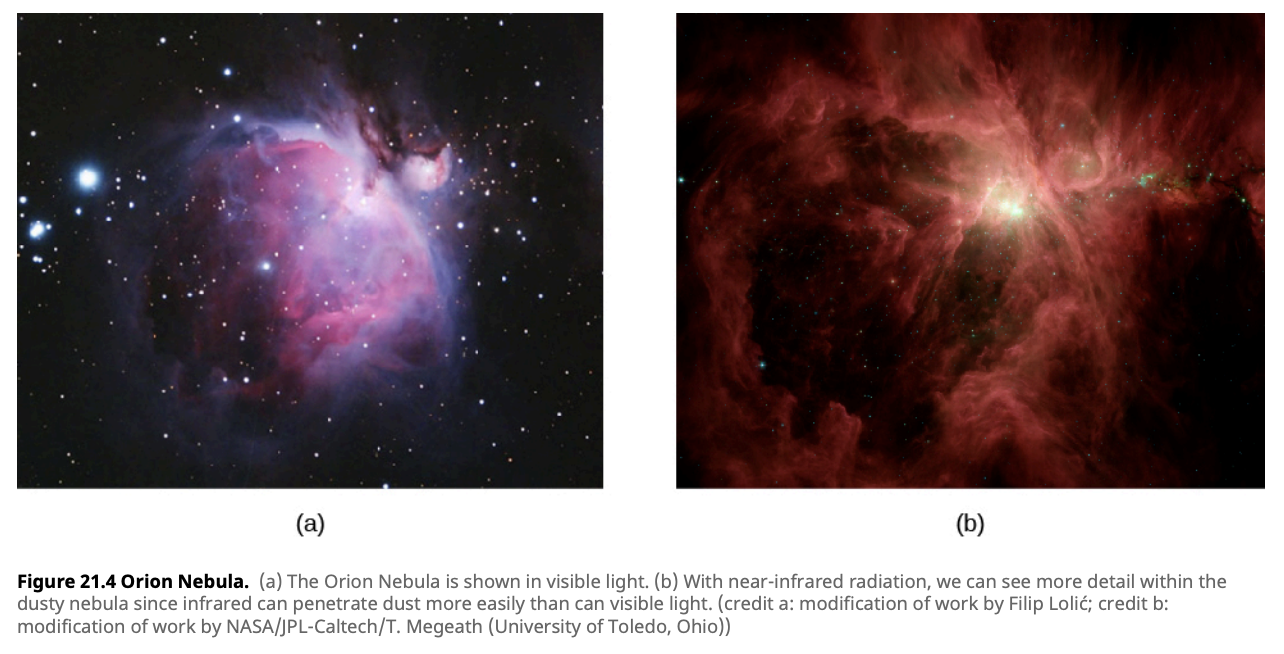 (a)
(b)
Figure 21.4 Orion Nebula. (a) The Orion Nebula is shown in visible light. (b) With near-infrared radiation, we can see more detail within the
dusty nebula since infrared can penetrate dust more easily than can visible light. (credit a: modification of work by Filip Lolić; credit b:
modification of work by NASA/JPL-Caltech/T. Megeath (University of Toledo, Ohio))